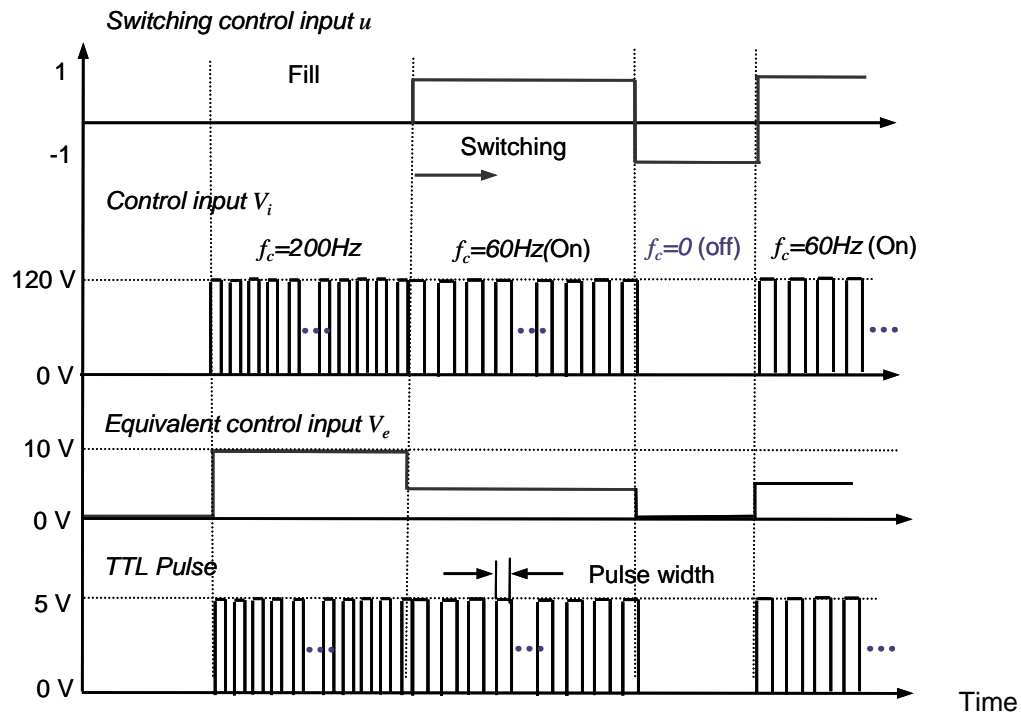 Switching control input u
1
Fill
-1
Switching
Control input Vi
fc=200Hz fc=60Hz(On) fc=0 (off) fc=60Hz (On)
120 V
...
... ...
0 V
Equivalent control input Ve
10 V
0 V
TTL Pulse
Pulse width
5 V
... ... ...
0 V
Time